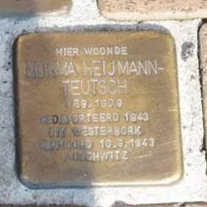 HIER WOONDE
HEIJMANN-
TEUTSCH
GEB. 1909
GEDEPORTEERD 1943
UIT WESTERBORK
VERMOORD 10.9.1943
AUSCHWITZ